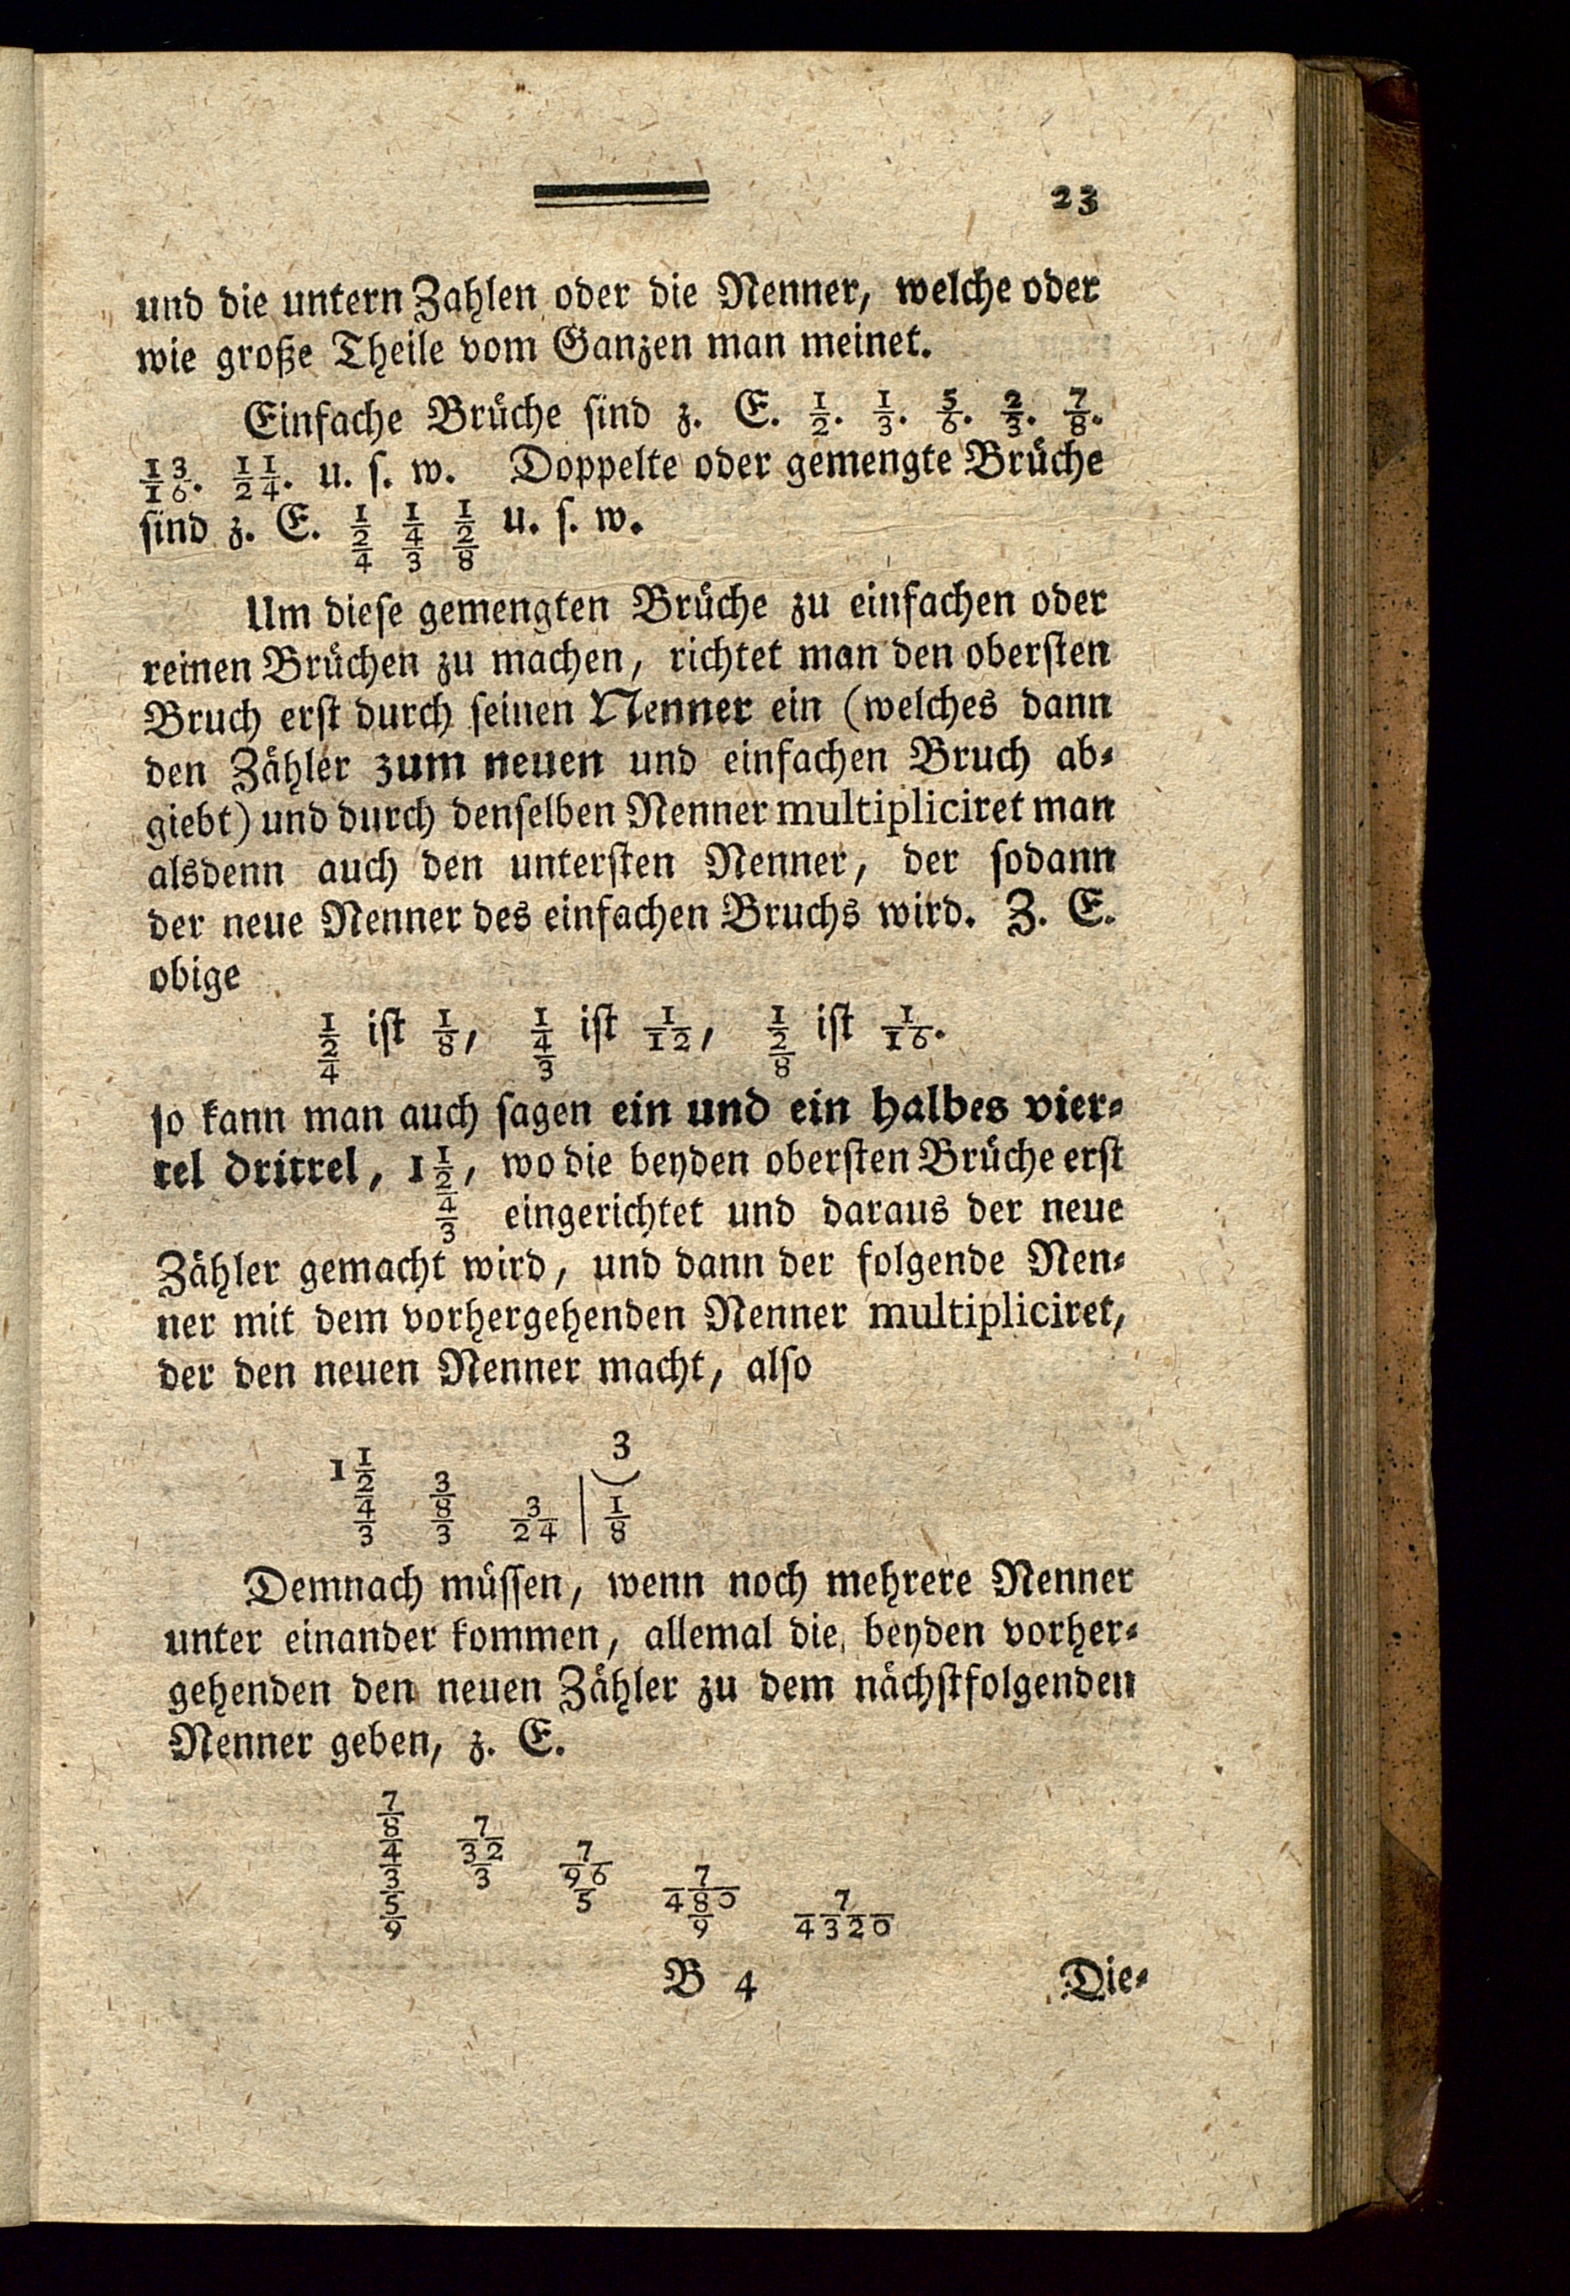 23
und die untern Zahlen oder die Nenner, welche oder
wie große Theile vom Ganzen man meinet.
Einfache Brüche sind z. E. 1/2. 1/3. 5/6. 2/3. 7/8.
13/16. 11/24. u. s. w. Doppelte oder gemengte Brüche
sind z. E. 1/2/4 1/4/3 1/2/8 u. s. w.
Um diese gemengten Brüche zu einfachen oder
reinen Brüchen zu machen, richtet man den obersten
Bruch erst durch seinen Nenner ein (welches dann
den Zähler zum neuen und einfachen Bruch ab⸗
giebt) und durch denselben Nenner multipliciret man
alsdenn auch den untersten Nenner, der sodann
der neue Nenner des einfachen Bruchs wird. Z. E.
obige
1/2/4 ist 1/8, 1/4/3 ist 1/12, 1/2/8 ist 1/16.
so kann man auch sagen ein und ein halbes vier⸗
tel drittel, 1 1/2/4/3, wo die beyden obersten Brüche erst
eingerichtet und daraus der neue
Zähler gemacht wird, und dann der folgende Nen⸗
ner mit dem vorhergehenden Nenner multipliciret,
der den neuen Nenner macht, also
1 1/2/4/3 3/8/3 3/24 | 3) 1/8
Demnach müssen, wenn noch mehrere Nenner
unter einander kommen, allemal die beyden vorher⸗
gehenden den neuen Zähler zu dem nächstfolgenden
Nenner geben, z. E.
7/8/4/3/5/9 7/32/3 7/96/5 7/480/9 7/4320
B 4 Die⸗